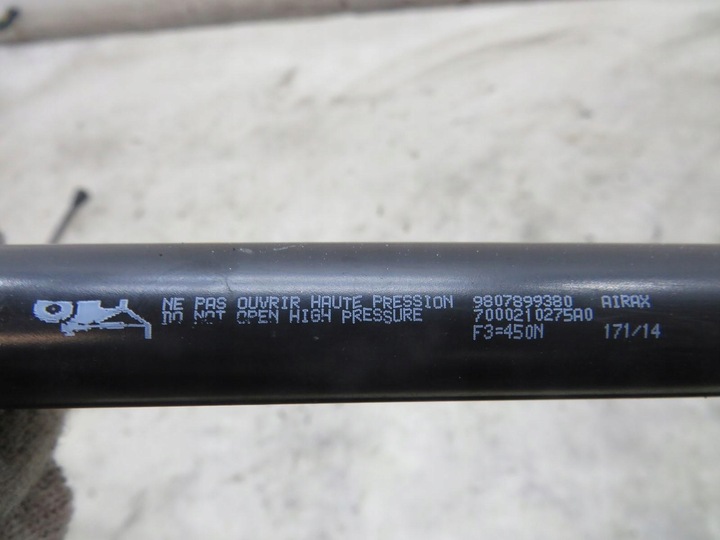 NE PAS OUVRIR HAUTE PRESSION 9807899380 AIRAX
DO NOT OPEN HIGH PRESSURE 7000210275A0
F3=450N 171/14